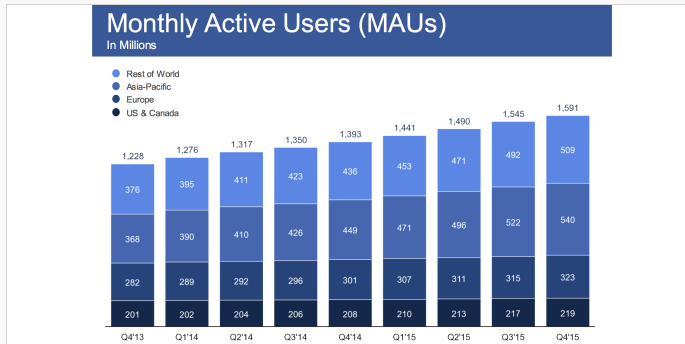 Monthly Active Users (MAUs)
In Millions
Rest of World
Asia-Pacific
Europe
US & Canada
1,228 1,276 1,317 1,350 1,393 1,441 1,490 1,545 1,591
376 395 411 423 436 453 471 492 509
368 390 410 426 449 471 496 522 540
282 289 292 296 301 307 311 315 323
201 202 204 206 208 210 213 217 219
Q4'13 Q1'14 Q2'14 Q3'14 Q4'14 Q1'15 Q2'15 Q3'15 Q4'15